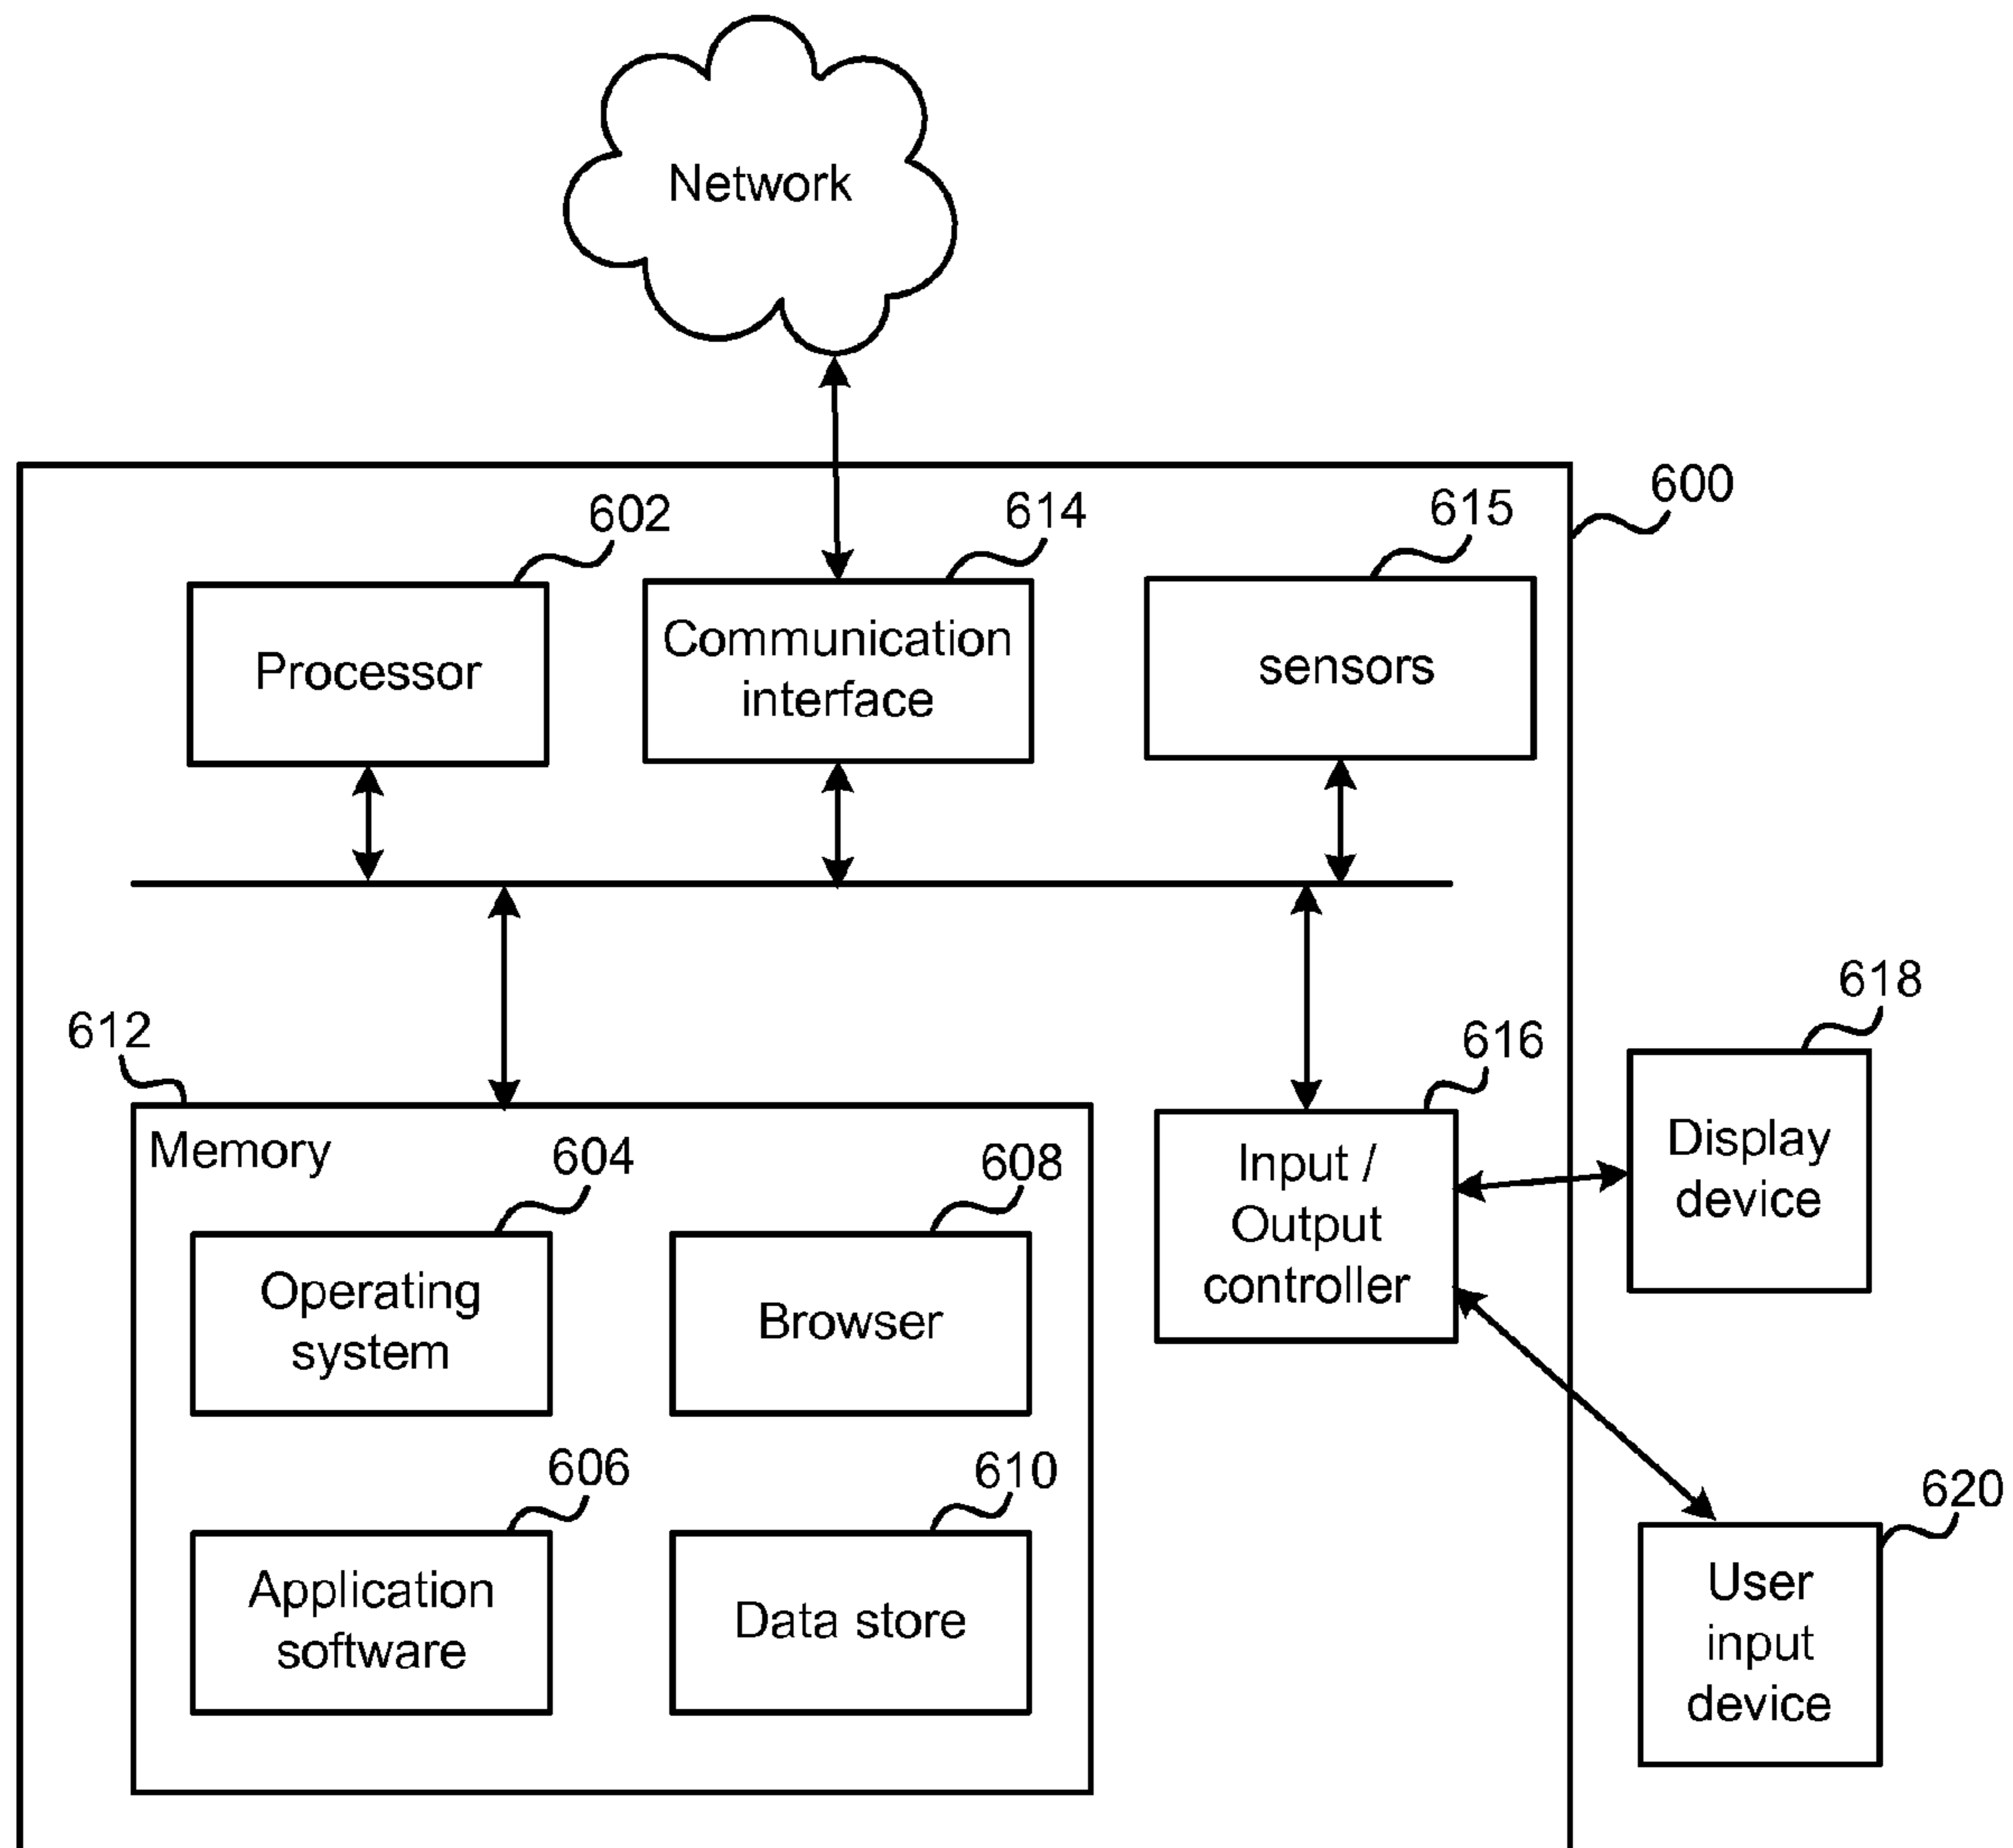 Network
600
602
614
615
Processor
Communication
interface
sensors
612
Memory
604
608
Operating
system
Browser
606
610
Application
software
Data store
616
Input /
Output
controller
618
Display
device
620
User
input
device